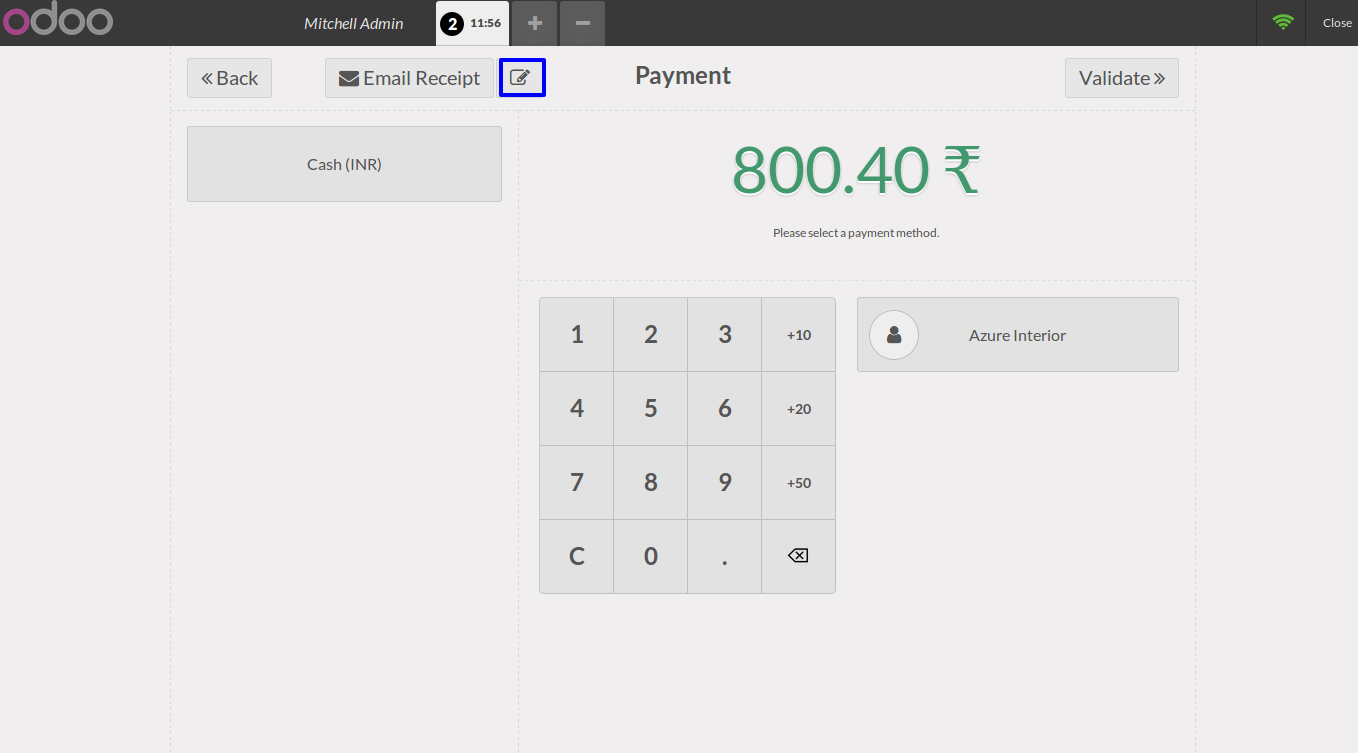 odoo
Mitchell Admin
2 11:56 + −
Close
« Back
Email Receipt
Payment
Validate »
Cash (INR)
800.40 ₹
Please select a payment method.
1 2 3 +10
4 5 6 +20
7 8 9 +50
C 0 .
Azure Interior